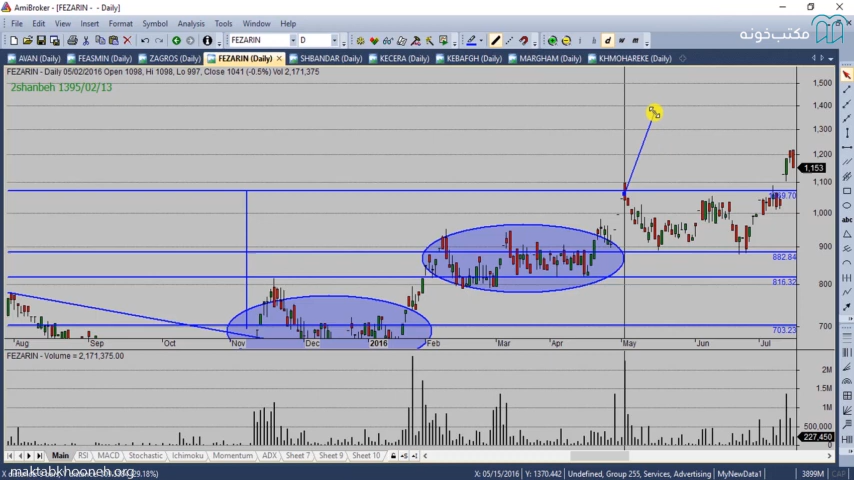 AmiBroker - [FEZARIN - - Daily]
File Edit View Insert Format Symbol Analysis Tools Window Help
مکتب‌خونه
FEZARIN D d w m
AVAN (Daily) FEASMIN (Daily) ZAGROS (Daily) FEZARIN (Daily) SHBANDAR (Daily) KECERA (Daily) KEBAFGH (Daily) MARGHAM (Daily) KHMOHAREKE (Daily)
FEZARIN - Daily 05/02/2016 Open 1098, Hi 1098, Lo 997, Close 1041 (-0.5%) Vol 2,171,375
2shanbeh 1395/02/13
1,500
1,400
1,300
1,200
1,153
1,100
1,000
900
882.84
816.32
800
703.23
700
Aug Sep Oct Nov Dec 2016 Feb Mar Apr May Jun Jul
FEZARIN - Volume = 2,171,375.00
2M
1.5M
1M
500,000
227,450
Main RSI MACD Stochastic Ichimoku Momentum ADX Sheet 7 Sheet 9 Sheet 10
maktabkhooneh.org
X: 05/15/2016 Y: 1370.442 Undefined, Group 255, Services, Advertising MyNewData1 3899M CAP